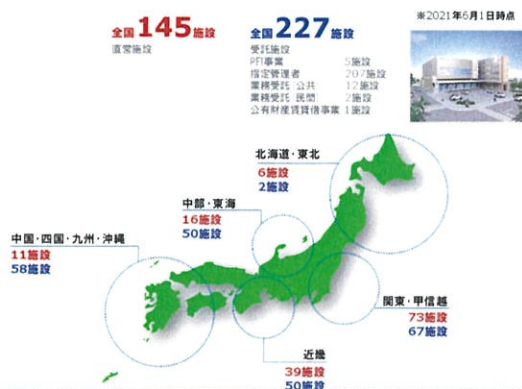 ※2021年6月1日時点
全国145施設
直営施設
全国227施設
受託施設
PFI事業 5施設
指定管理者 207施設
業務受託 公共 12施設
業務受託 民間 2施設
公有財産賃貸借事業 1施設
北海道・東北
6施設
2施設
中部・東海
16施設
50施設
中国・四国・九州・沖縄
11施設
58施設
関東・甲信越
73施設
67施設
近畿
39施設
50施設